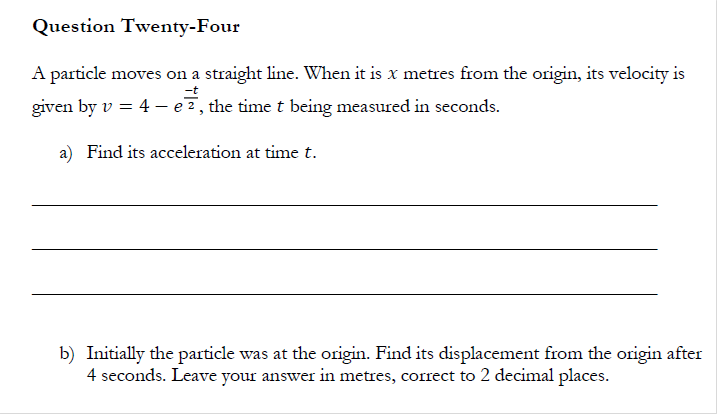 Question Twenty-Four
A particle moves on a straight line. When it is x metres from the origin, its velocity is
given by v = 4 − e^(−t/2), the time t being measured in seconds.
a) Find its acceleration at time t.
b) Initially the particle was at the origin. Find its displacement from the origin after
4 seconds. Leave your answer in metres, correct to 2 decimal places.